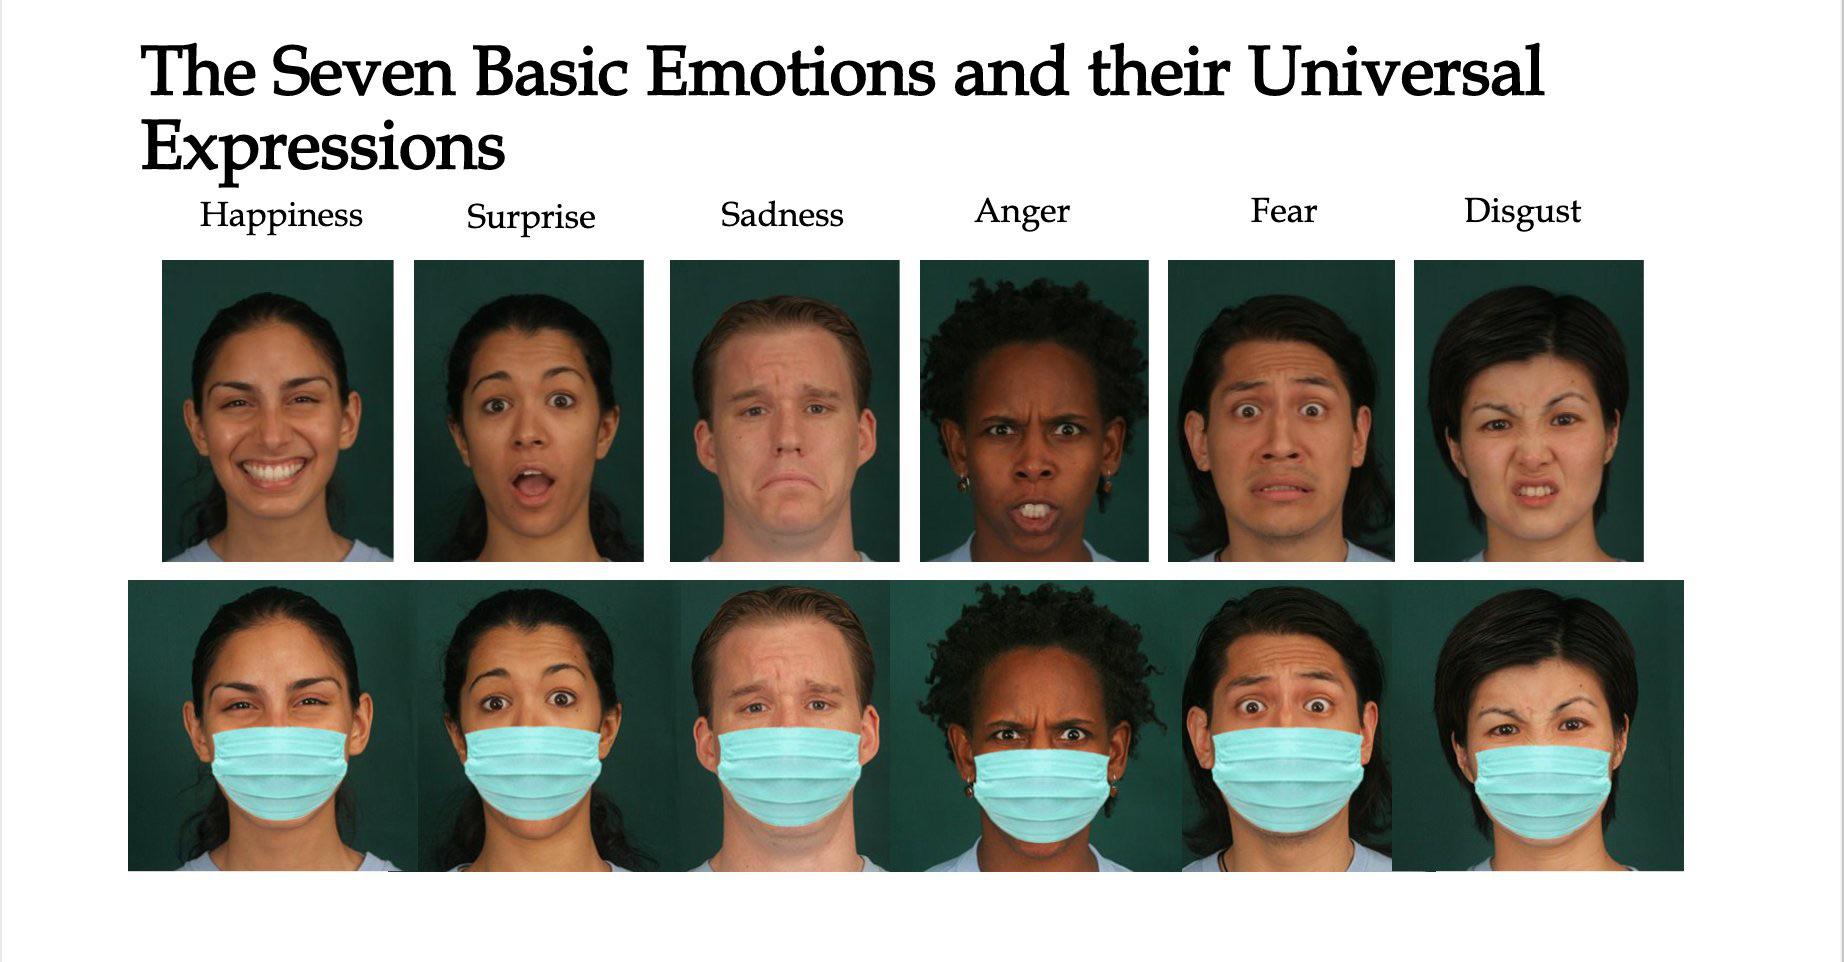 The Seven Basic Emotions and their Universal
Expressions
Happiness Surprise Sadness Anger Fear Disgust